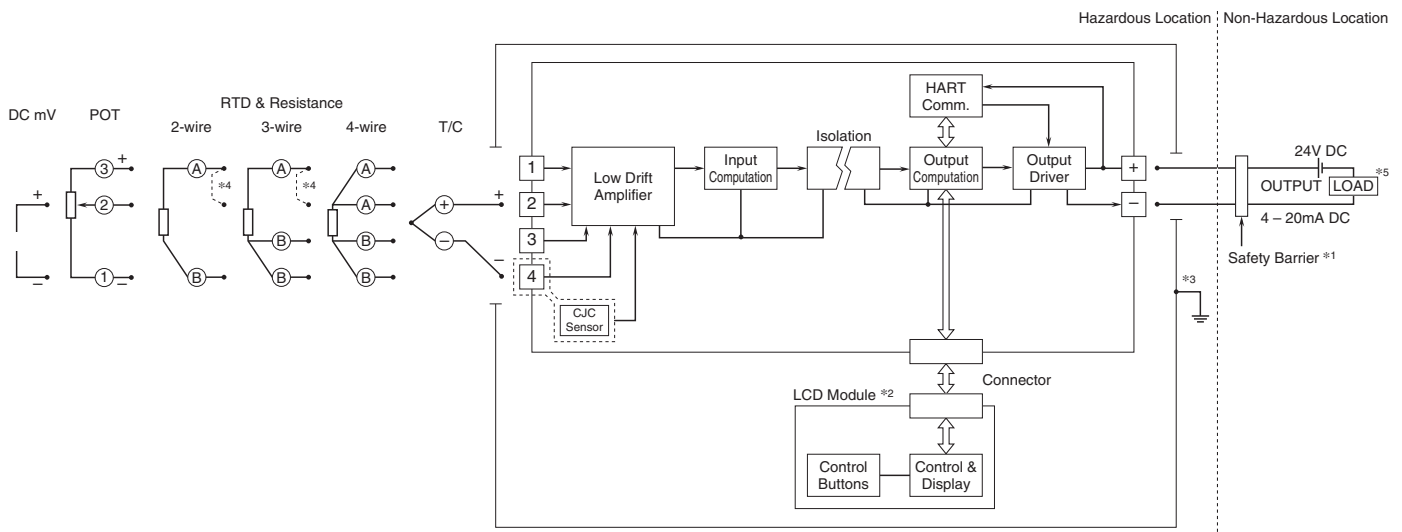 Hazardous Location
Non-Hazardous Location
DC mV
POT
RTD & Resistance
2-wire
3-wire
4-wire
T/C
+
–
3 +
2
1 –
A
*4
B
A
*4
B
B
A
A
B
B
+
–
+
–
1
2
3
4
CJC
Sensor
Low Drift
Amplifier
Input
Computation
Isolation
HART
Comm.
Output
Computation
Output
Driver
+
–
24V DC
OUTPUT
LOAD
*5
4 – 20mA DC
Safety Barrier *1
*3
Connector
LCD Module *2
Control
Buttons
Control &
Display